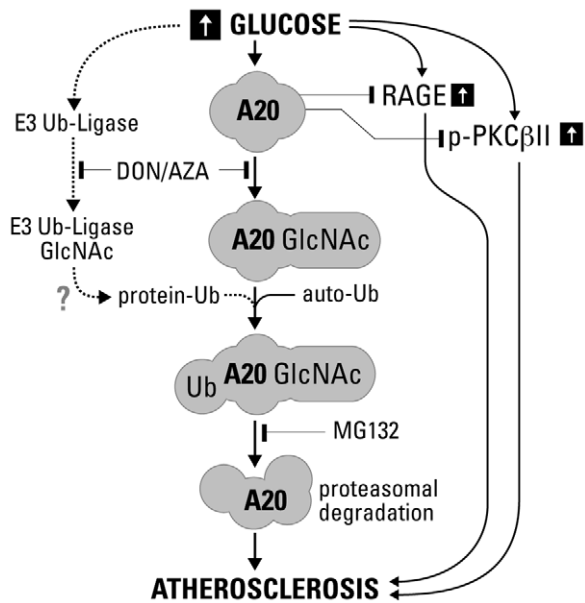 GLUCOSE
A20
RAGE
p-PKCβII
E3 Ub-Ligase
DON/AZA
E3 Ub-Ligase
GlcNAc
A20 GlcNAc
? protein-Ub auto-Ub
Ub A20 GlcNAc
MG132
A20
proteasomal
degradation
ATHEROSCLEROSIS